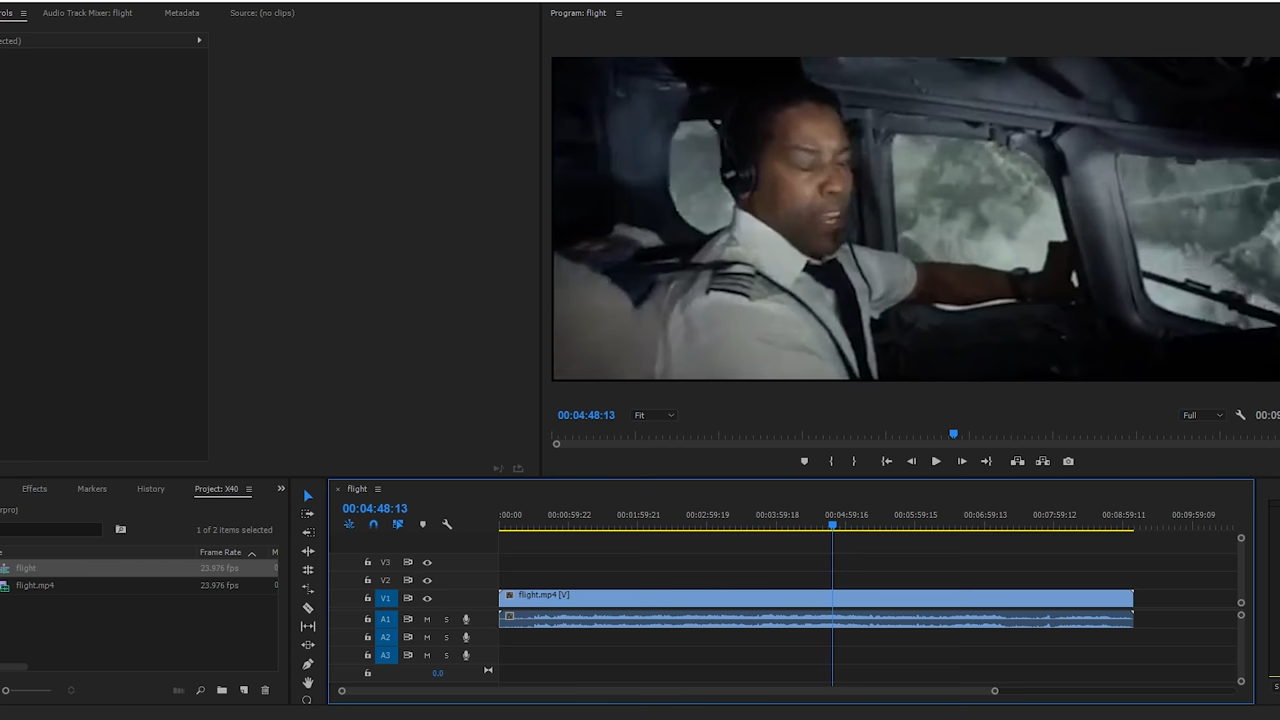 ols
Audio Track Mixer: flight
Metadata
Source: (no clips)
ected)
Program: flight
00:04:48:13
Fit
Full
00:09
Effects
Markers
History
Project: X40
rproj
1 of 2 items selected
Frame Rate
M
flight
23.976 fps
0
flight.mp4
23.976 fps
0
× flight
00:04:48:13
:00:00
00:00:59:22
00:01:59:21
00:02:59:19
00:03:59:18
00:04:59:16
00:05:59:15
00:06:59:13
00:07:59:12
00:08:59:11
00:09:59:09
V3
V2
V1
flight.mp4 [V]
A1 M S
A2 M S
A3 M S
0.0
S